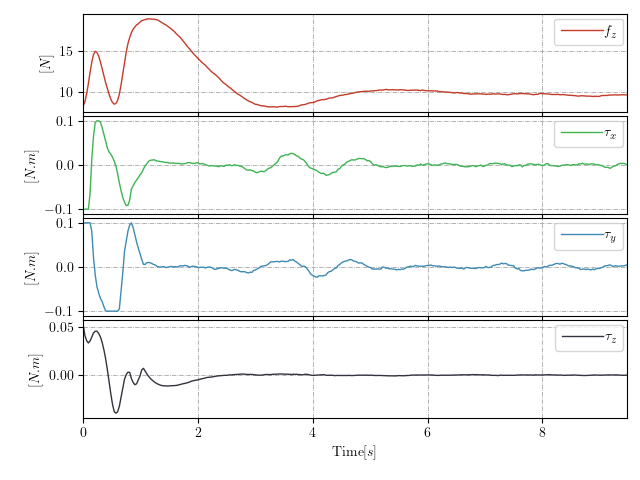 [N]
15
10
f_z
[N.m]
0.1
0.0
−0.1
τ_x
[N.m]
0.1
0.0
−0.1
τ_y
[N.m]
0.05
0.00
τ_z
0 2 4 6 8
Time[s]